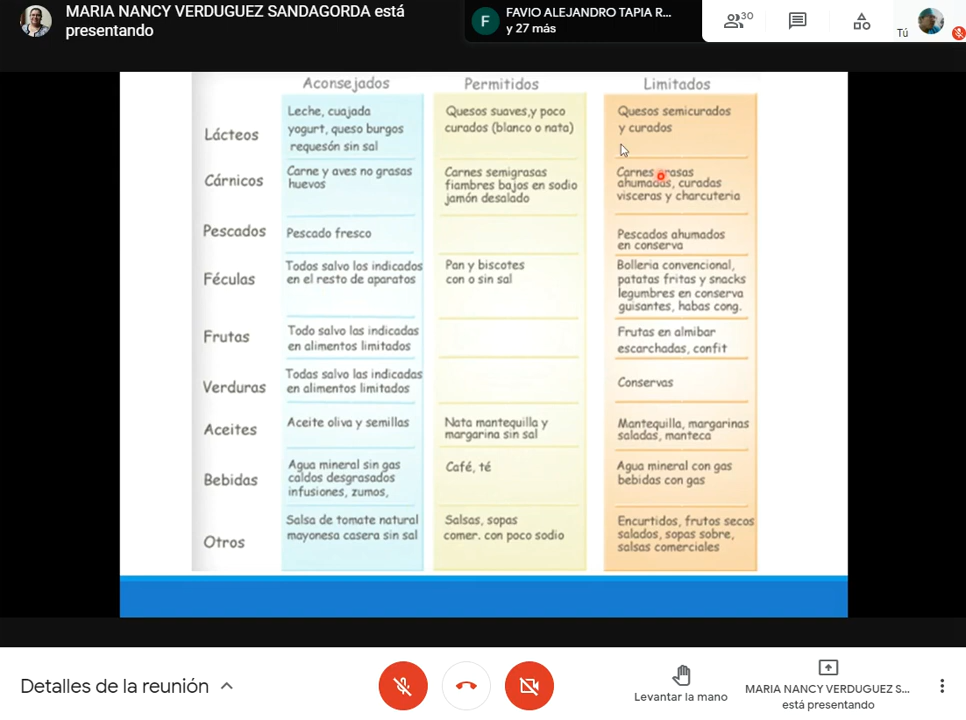 MARIA NANCY VERDUGUEZ SANDAGORDA está
presentando
F
FAVIO ALEJANDRO TAPIA R...
y 27 más
30
Tú
Aconsejados
Permitidos
Limitados
Lácteos
Leche, cuajada
yogurt, queso burgos
requesón sin sal
Quesos suaves,y poco
curados (blanco o nata)
Quesos semicurados
y curados
Cárnicos
Carne y aves no grasas
huevos
Carnes semigrasas
fiambres bajos en sodio
jamón desalado
Carnes grasas
ahumadas, curadas
visceras y charcuteria
Pescados
Pescado fresco
Pescados ahumados
en conserva
Féculas
Todos salvo los indicados
en el resto de aparatos
Pan y biscotes
con o sin sal
Bolleria convencional,
patatas fritas y snacks
legumbres en conserva
guisantes, habas cong.
Frutas
Todo salvo las indicadas
en alimentos limitados
Frutas en almibar
escarchadas, confit
Verduras
Todas salvo las indicadas
en alimentos limitados
Conservas
Aceites
Aceite oliva y semillas
Nata mantequilla y
margarina sin sal
Mantequilla, margarinas
saladas, manteca
Bebidas
Agua mineral sin gas
caldos desgrasados
infusiones, zumos,
Café, té
Agua mineral con gas
bebidas con gas
Otros
Salsa de tomate natural
mayonesa casera sin sal
Salsas, sopas
comer. con poco sodio
Encurtidos, frutos secos
salados, sopas sobre,
salsas comerciales
Detalles de la reunión
Levantar la mano
MARIA NANCY VERDUGUEZ S...
está presentando